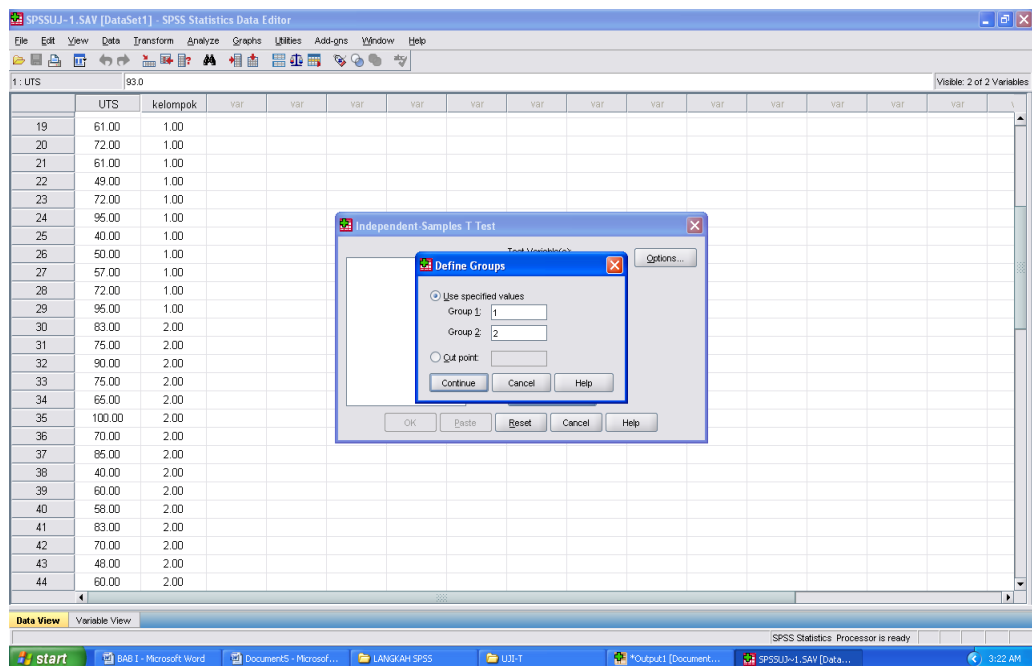 SPSSUJ~1.SAV [DataSet1] - SPSS Statistics Data Editor
File Edit View Data Transform Analyze Graphs Utilities Add-ons Window Help
1 : UTS 93.0 Visible: 2 of 2 Variables
UTS kelompok var var var var var var var var var var var var
19 61.00 1.00
20 72.00 1.00
21 61.00 1.00
22 49.00 1.00
23 72.00 1.00
24 95.00 1.00
25 40.00 1.00
26 50.00 1.00
27 57.00 1.00
28 72.00 1.00
29 95.00 1.00
30 83.00 2.00
31 75.00 2.00
32 90.00 2.00
33 75.00 2.00
34 65.00 2.00
35 100.00 2.00
36 70.00 2.00
37 85.00 2.00
38 40.00 2.00
39 60.00 2.00
40 58.00 2.00
41 83.00 2.00
42 70.00 2.00
43 48.00 2.00
44 60.00 2.00
Independent-Samples T Test
Options...
Define Groups
Use specified values
Group 1: 1
Group 2: 2
Cut point:
Continue Cancel Help
OK Paste Reset Cancel Help
Data View Variable View
SPSS Statistics Processor is ready
start BAB I - Microsoft Word Document5 - Microsof... LANGKAH SPSS UJI-T *Output1 [Document... SPSSUJ~1.SAV [Data... 3:22 AM